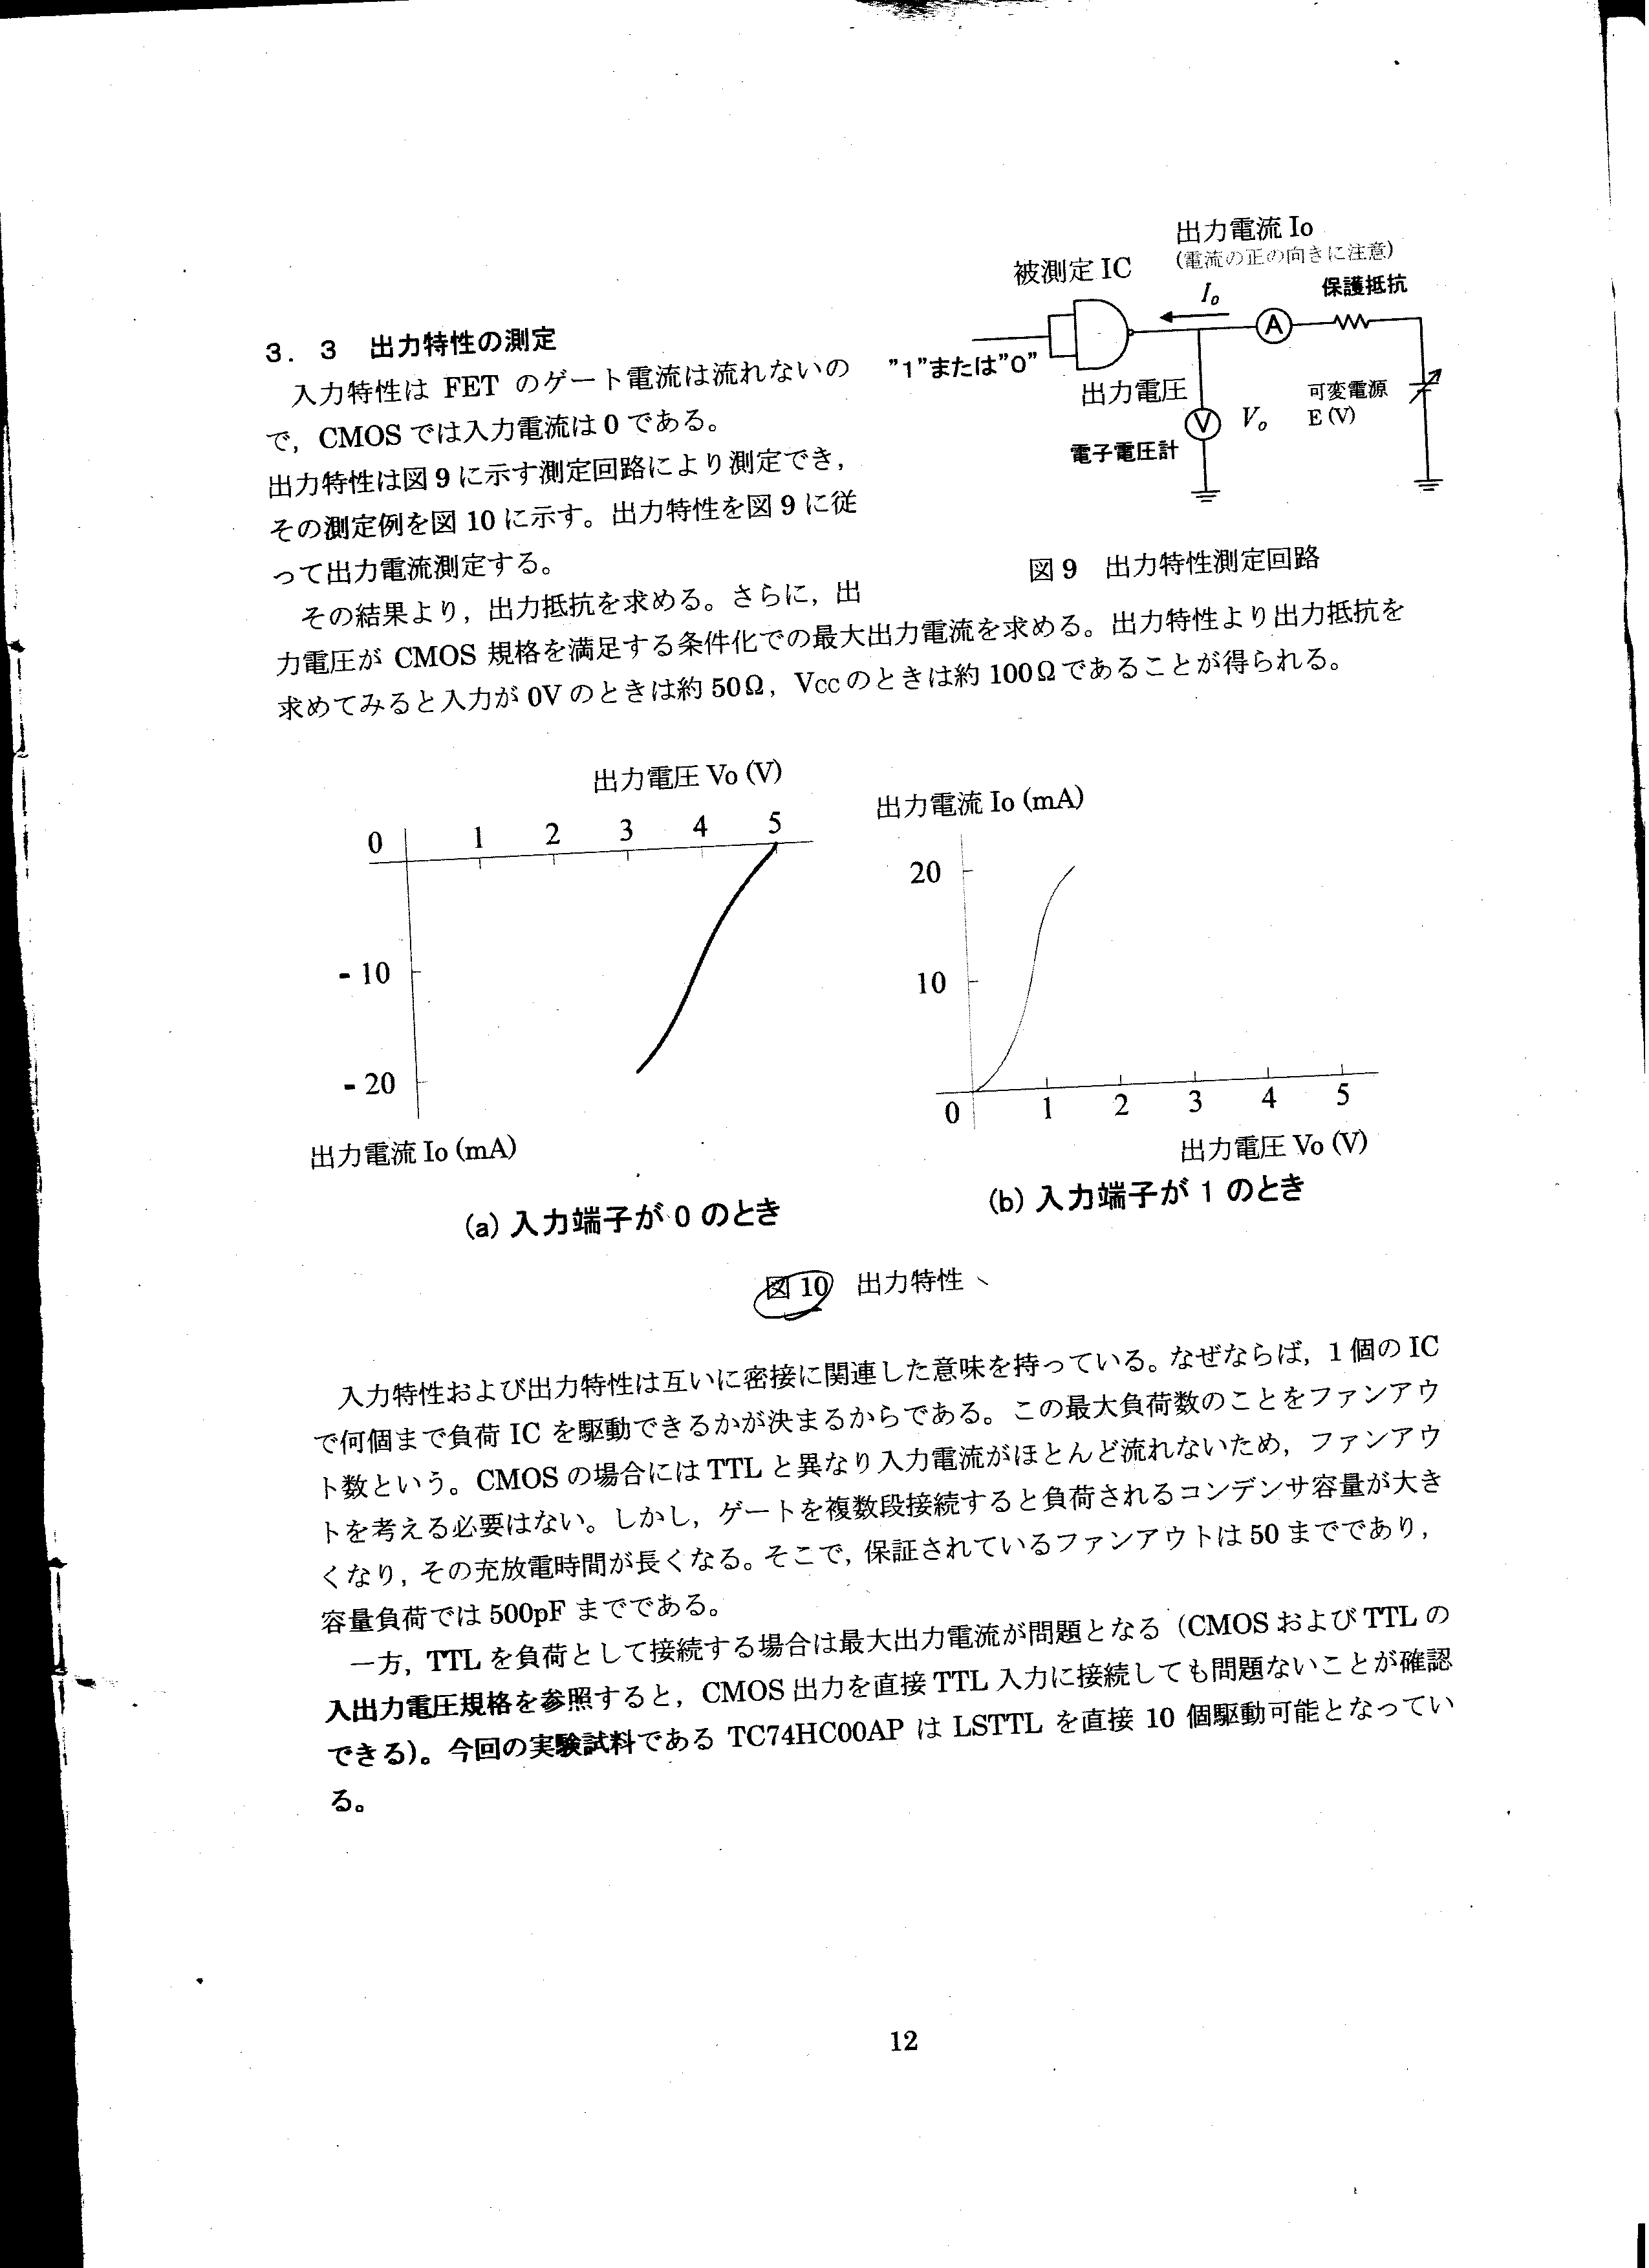 出力電流 Io
(電流の正の向きに注意)
被測定 IC
Io
保護抵抗
A
"1"または"0"
出力電圧
可変電源
E (V)
V
Vo
電子電圧計
図 9　出力特性測定回路
3．3　出力特性の測定
入力特性は FET のゲート電流は流れないの
で，CMOS では入力電流は 0 である。
出力特性は図 9 に示す測定回路により測定でき，
その測定例を図 10 に示す。出力特性を図 9 に従
って出力電流測定する。
その結果より，出力抵抗を求める。さらに，出
力電圧が CMOS 規格を満足する条件化での最大出力電流を求める。出力特性より出力抵抗を
求めてみると入力が 0V のときは約 50Ω，Vcc のときは約 100Ω であることが得られる。
出力電圧 Vo (V)
0 1 2 3 4 5
- 10
- 20
出力電流 Io (mA)
(a) 入力端子が 0 のとき
出力電流 Io (mA)
20
10
0 1 2 3 4 5
出力電圧 Vo (V)
(b) 入力端子が 1 のとき
図 10　出力特性
入力特性および出力特性は互いに密接に関連した意味を持っている。なぜならば，1 個の IC
で何個まで負荷 IC を駆動できるかが決まるからである。この最大負荷数のことをファンアウ
ト数という。CMOS の場合には TTL と異なり入力電流がほとんど流れないため，ファンアウ
トを考える必要はない。しかし，ゲートを複数段接続すると負荷されるコンデンサ容量が大き
くなり，その充放電時間が長くなる。そこで，保証されているファンアウトは 50 までであり，
容量負荷では 500pF までである。
一方，TTL を負荷として接続する場合は最大出力電流が問題となる（CMOS および TTL の
入出力電圧規格を参照すると，CMOS 出力を直接 TTL 入力に接続しても問題ないことが確認
できる）。今回の実験試料である TC74HC00AP は LSTTL を直接 10 個駆動可能となってい
る。
12